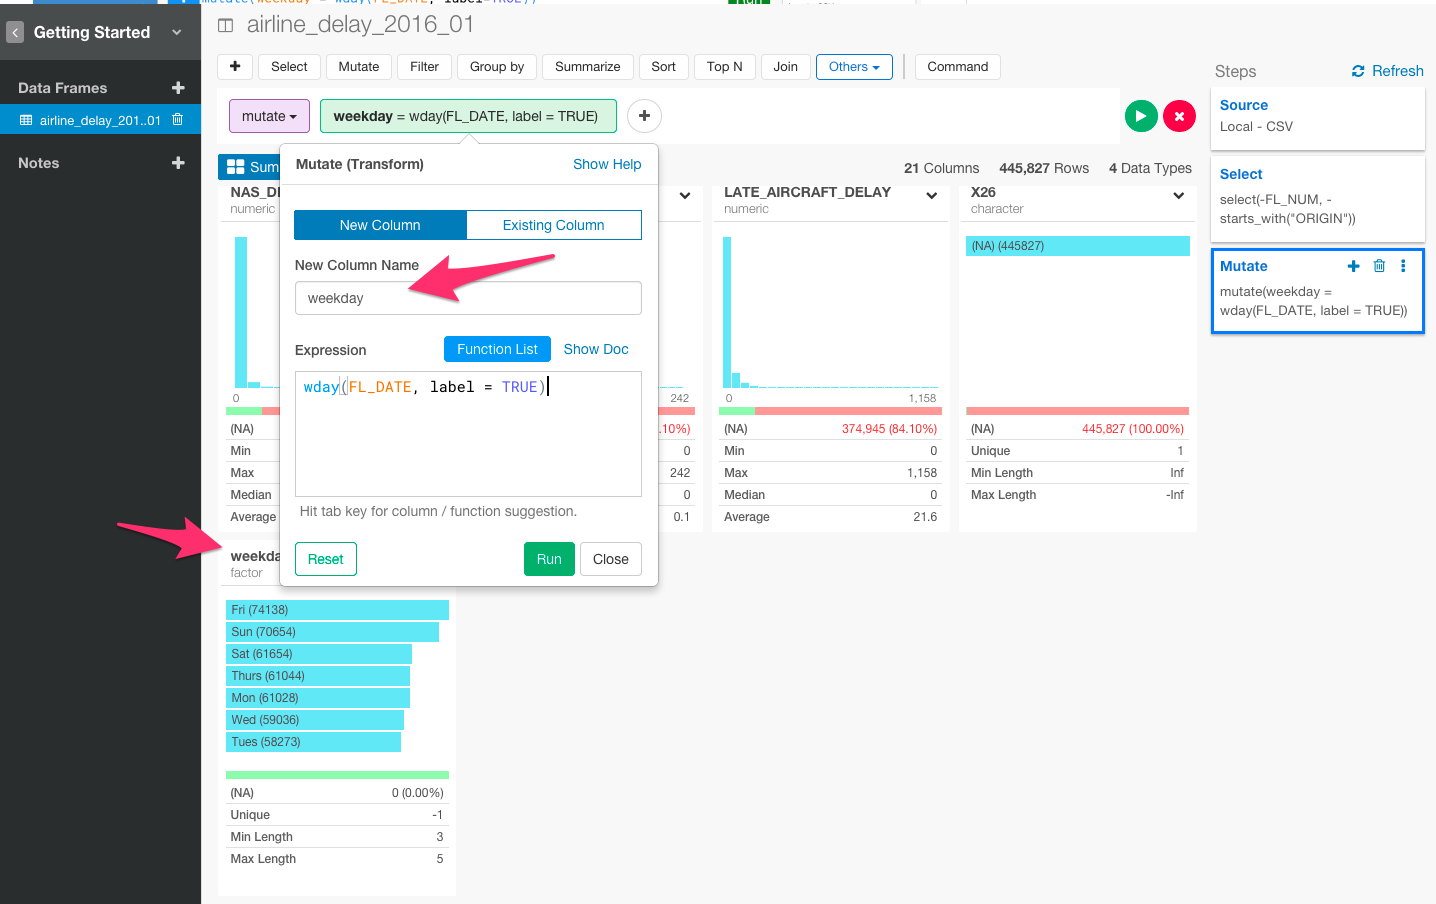 mutate(weekday = wday(FL_DATE, label=TRUE))
Run
Getting Started
Data Frames
airline_delay_201..01
Notes
airline_delay_2016_01
+ Select Mutate Filter Group by Summarize Sort Top N Join Others Command
mutate weekday = wday(FL_DATE, label = TRUE) +
21 Columns 445,827 Rows 4 Data Types
Mutate (Transform) Show Help
New Column Existing Column
New Column Name
weekday
Expression Function List Show Doc
wday(FL_DATE, label = TRUE)
Hit tab key for column / function suggestion.
Reset Run Close
Sum
NAS_D
numeric
0 242
(NA) .10%)
Min 0
Max 242
Median 0
Average 0.1
LATE_AIRCRAFT_DELAY
numeric
0 1,158
(NA) 374,945 (84.10%)
Min 0
Max 1,158
Median 0
Average 21.6
X26
character
(NA) (445827)
(NA) 445,827 (100.00%)
Unique 1
Min Length Inf
Max Length -Inf
weekda
factor
Fri (74138)
Sun (70654)
Sat (61654)
Thurs (61044)
Mon (61028)
Wed (59036)
Tues (58273)
(NA) 0 (0.00%)
Unique -1
Min Length 3
Max Length 5
Steps Refresh
Source
Local - CSV
Select
select(-FL_NUM, -
starts_with("ORIGIN"))
Mutate
mutate(weekday =
wday(FL_DATE, label = TRUE))